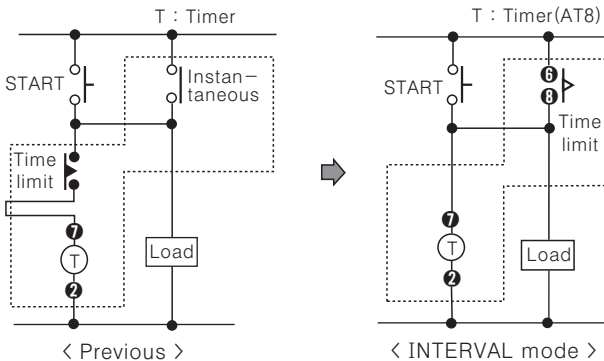 T : Timer
START
Instan-
taneous
Time
limit
7
T
2
Load
< Previous >
T : Timer(AT8)
START
6
8
Time
limit
7
T
2
Load
< INTERVAL mode >